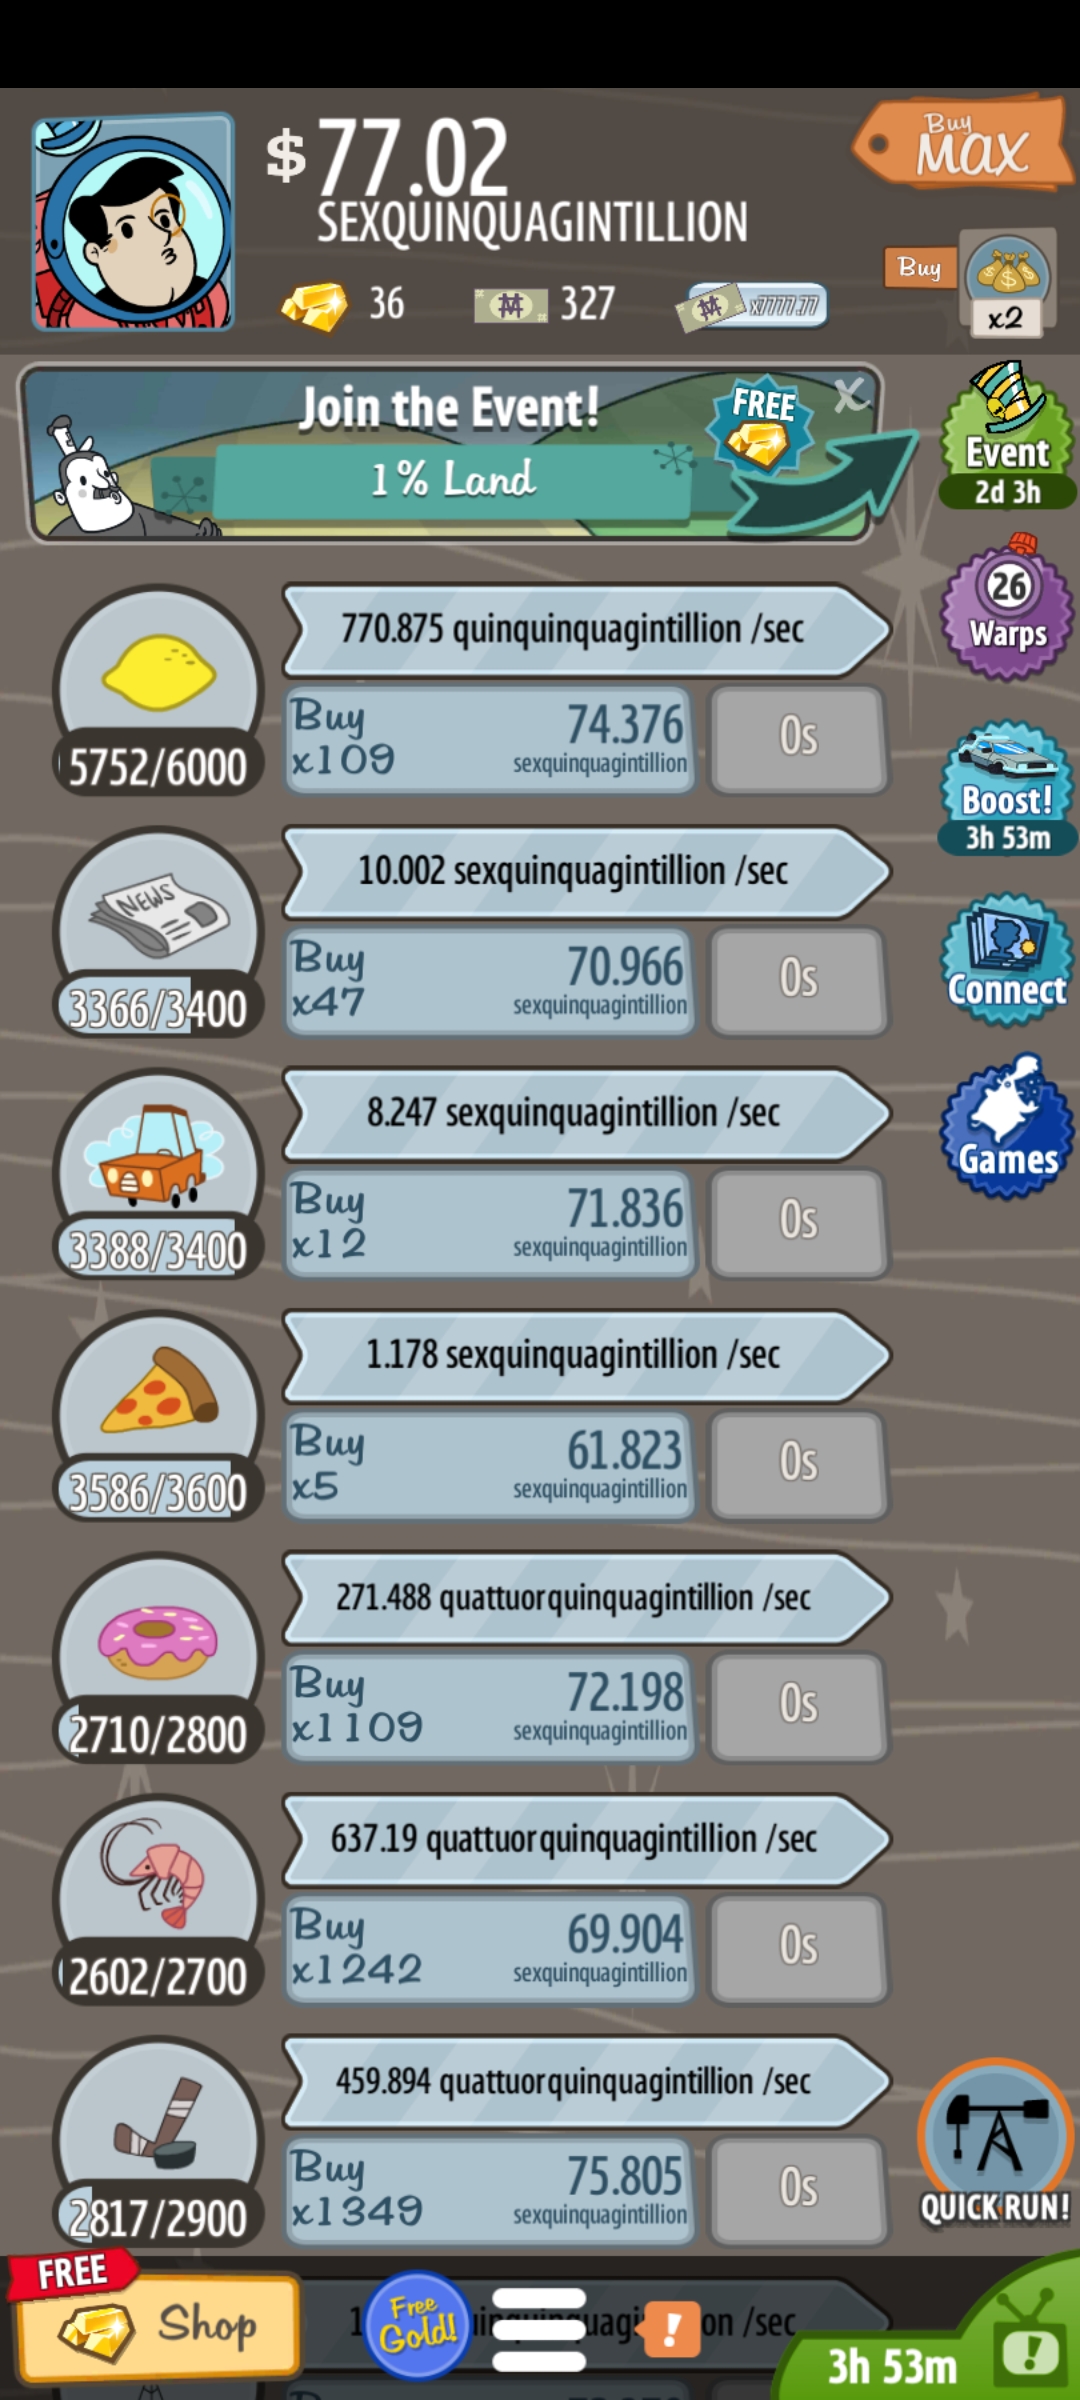 $77.02
SEXQUINQUAGINTILLION
Buy
MAX
36
327
x7777.77
Buy
x2
Join the Event!
FREE
X
1% Land
Event
2d 3h
26
Warps
770.875 quinquinquagintillion /sec
5752/6000
Buy
x109
74.376
sexquinquagintillion
0s
Boost!
3h 53m
10.002 sexquinquagintillion /sec
NEWS
3366/3400
Buy
x47
70.966
sexquinquagintillion
0s
Connect
8.247 sexquinquagintillion /sec
3388/3400
Buy
x12
71.836
sexquinquagintillion
0s
Games
1.178 sexquinquagintillion /sec
3586/3600
Buy
x5
61.823
sexquinquagintillion
0s
271.488 quattuorquinquagintillion /sec
2710/2800
Buy
x1109
72.198
sexquinquagintillion
0s
637.19 quattuorquinquagintillion /sec
2602/2700
Buy
x1242
69.904
sexquinquagintillion
0s
459.894 quattuorquinquagintillion /sec
2817/2900
Buy
x1349
75.805
sexquinquagintillion
0s
QUICK RUN!
FREE
Shop
Free
Gold!
!
/sec
3h 53m
!
Buy